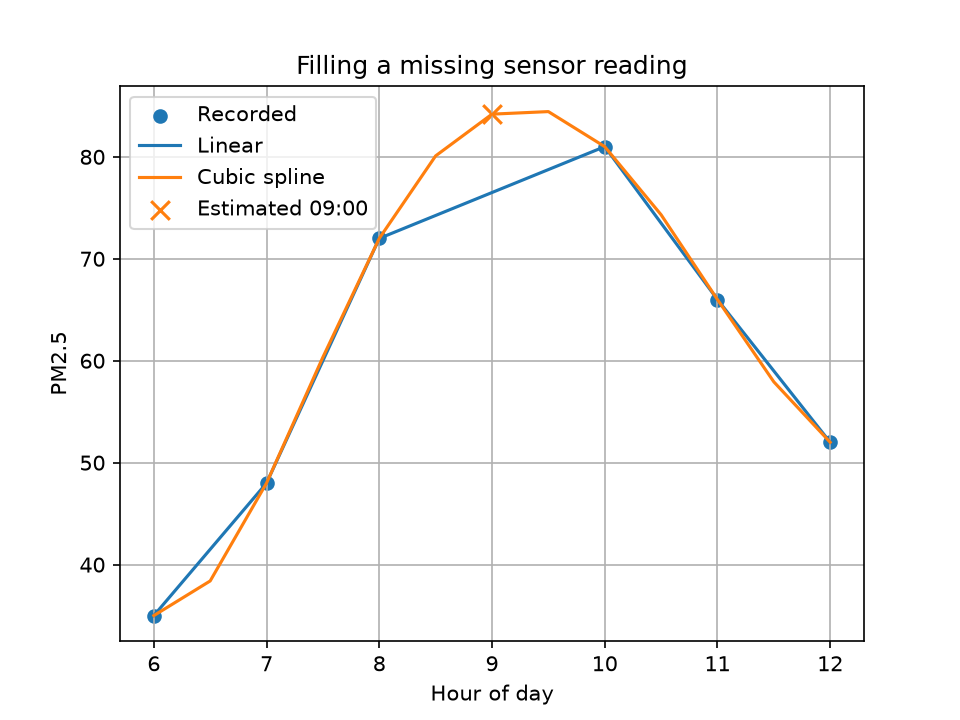 Filling a missing sensor reading
Recorded
Linear
Cubic spline
Estimated 09:00
80
70
60
50
40
PM2.5
6 7 8 9 10 11 12
Hour of day